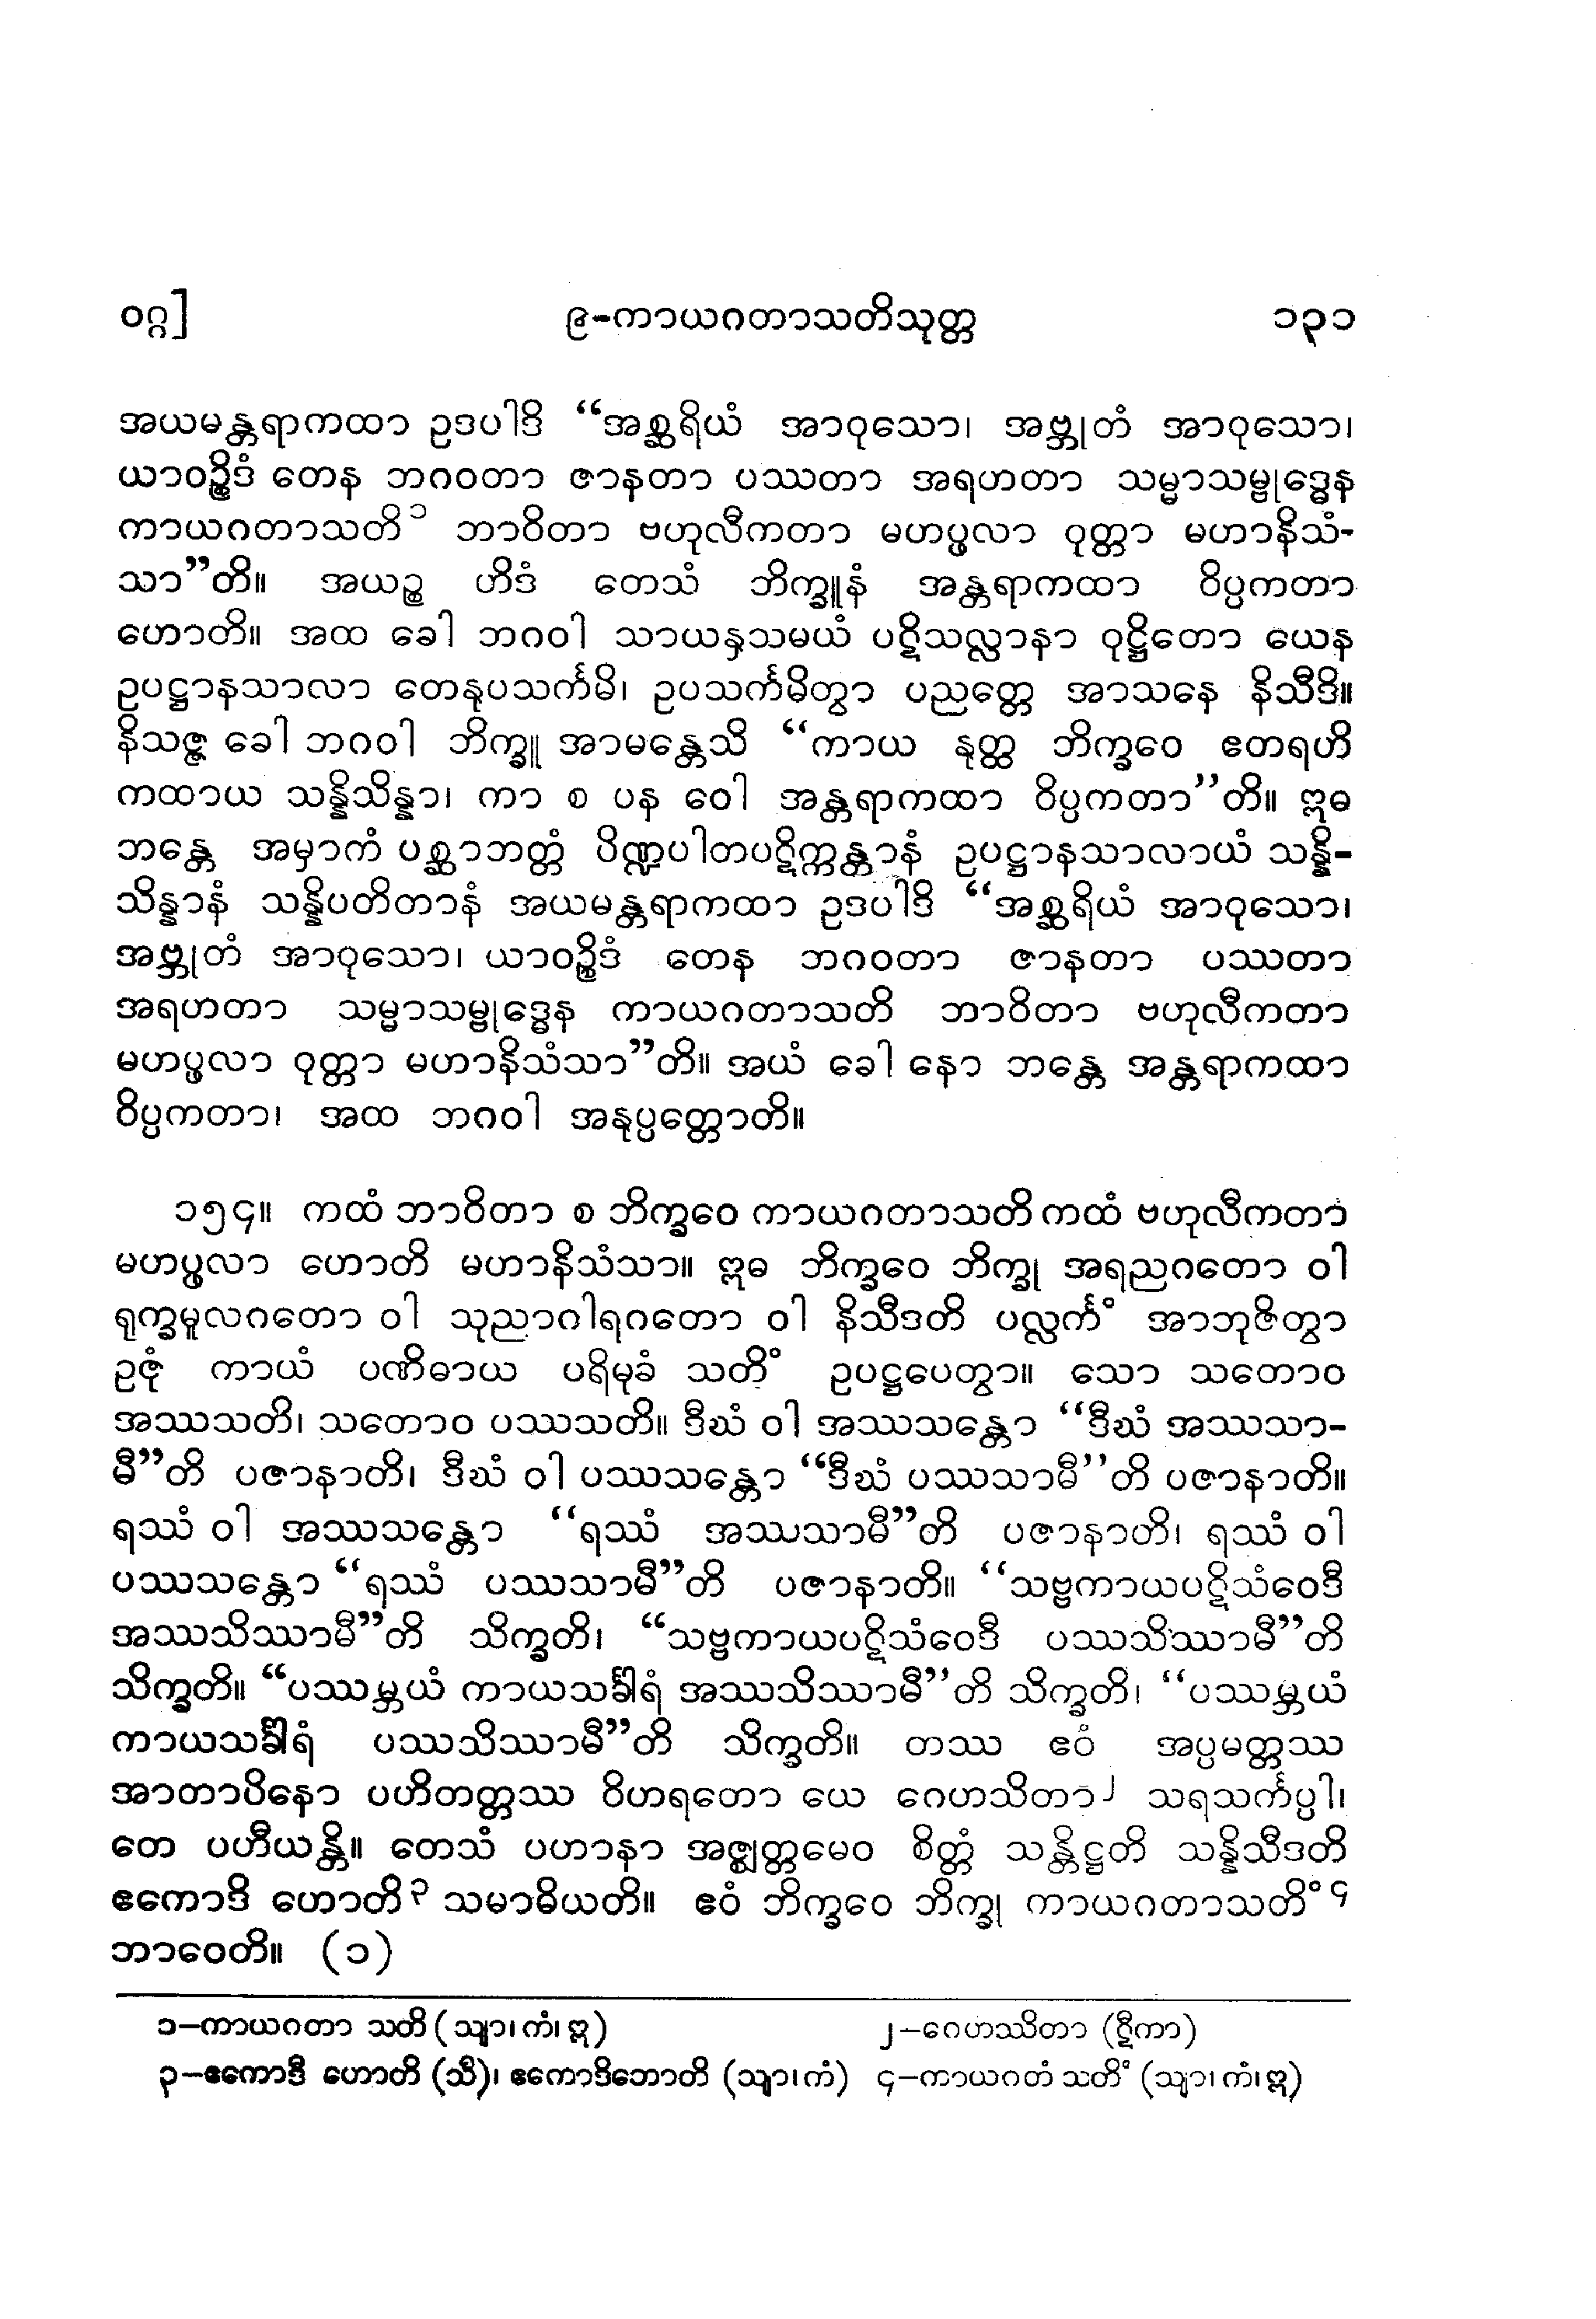 ဝဂ္ဂ] ၉-ကာယဂတာသတိသုတ္တ ၁၃၁
အယမန္တရာကထာ ဥဒပါဒိ “အစ္ဆရိယံ အာဝုသော၊ အဗ္ဘုတံ အာဝုသော၊
ယာဝဉ္စိဒံ တေန ဘဂဝတာ ဇာနတာ ပဿတာ အရဟတာ သမ္မာသမ္ဗုဒ္ဓေန
ကာယဂတာသတိ၁ ဘာဝိတာ ဗဟုလီကတာ မဟပ္ဖလာ ဝုတ္တာ မဟာနိသံ-
သာ”တိ။ အယဉ္စ ဟိဒံ တေသံ ဘိက္ခူနံ အန္တရာကထာ ဝိပ္ပကတာ
ဟောတိ။ အထ ခေါ ဘဂဝါ သာယနှသမယံ ပဋိသလ္လာနာ ဝုဋ္ဌိတော ယေန
ဥပဋ္ဌာနသာလာ တေနုပသင်္ကမိ၊ ဥပသင်္ကမိတွာ ပညတ္တေ အာသနေ နိသီဒိ။
နိသဇ္ဇ ခေါ ဘဂဝါ ဘိက္ခူ အာမန္တေသိ “ကာယ နုတ္ထ ဘိက္ခဝေ ဧတရဟိ
ကထာယ သန္နိသိန္နာ၊ ကာ စ ပန ဝေါ အန္တရာကထာ ဝိပ္ပကတာ”တိ။ ဣဓ
ဘန္တေ အမှာကံ ပစ္ဆာဘတ္တံ ပိဏ္ဍပါတပဋိက္ကန္တာနံ ဥပဋ္ဌာနသာလာယံ သန္နိ-
သိန္နာနံ သန္နိပတိတာနံ အယမန္တရာကထာ ဥဒပါဒိ “အစ္ဆရိယံ အာဝုသော၊
အဗ္ဘုတံ အာဝုသော၊ ယာဝဉ္စိဒံ တေန ဘဂဝတာ ဇာနတာ ပဿတာ
အရဟတာ သမ္မာသမ္ဗုဒ္ဓေန ကာယဂတာသတိ ဘာဝိတာ ဗဟုလီကတာ
မဟပ္ဖလာ ဝုတ္တာ မဟာနိသံသာ”တိ။ အယံ ခေါ နော ဘန္တေ အန္တရာကထာ
ဝိပ္ပကတာ၊ အထ ဘဂဝါ အနုပ္ပတ္တောတိ။
၁၅၄။ ကထံ ဘာဝိတာ စ ဘိက္ခဝေ ကာယဂတာသတိ ကထံ ဗဟုလီကတာ
မဟပ္ဖလာ ဟောတိ မဟာနိသံသာ။ ဣဓ ဘိက္ခဝေ ဘိက္ခု အရညဂတော ဝါ
ရုက္ခမူလဂတော ဝါ သုညာဂါရဂတော ဝါ နိသီဒတိ ပလ္လင်္ကံ အာဘုဇိတွာ
ဥဇုံ ကာယံ ပဏိဓာယ ပရိမုခံ သတိံ ဥပဋ္ဌပေတွာ။ သော သတောဝ
အဿသတိ၊ သတောဝ ပဿသတိ။ ဒီဃံ ဝါ အဿသန္တော “ဒီဃံ အဿသာ-
မီ”တိ ပဇာနာတိ၊ ဒီဃံ ဝါ ပဿသန္တော “ဒီဃံ ပဿသာမီ”တိ ပဇာနာတိ။
ရဿံ ဝါ အဿသန္တော “ရဿံ အဿသာမီ”တိ ပဇာနာတိ၊ ရဿံ ဝါ
ပဿသန္တော “ရဿံ ပဿသာမီ”တိ ပဇာနာတိ။ “သဗ္ဗကာယပဋိသံဝေဒီ
အဿသိဿာမီ”တိ သိက္ခတိ၊ “သဗ္ဗကာယပဋိသံဝေဒီ ပဿသိဿာမီ”တိ
သိက္ခတိ။ “ပဿမ္ဘယံ ကာယသင်္ခါရံ အဿသိဿာမီ”တိ သိက္ခတိ၊ “ပဿမ္ဘယံ
ကာယသင်္ခါရံ ပဿသိဿာမီ”တိ သိက္ခတိ။ တဿ ဧဝံ အပ္ပမတ္တဿ
အာတာပိနော ပဟိတတ္တဿ ဝိဟရတော ယေ ဂေဟသိတာ၂ သရသင်္ကပ္ပါ၊
တေ ပဟီယန္တိ။ တေသံ ပဟာနာ အဇ္ဈတ္တမေဝ စိတ္တံ သန္တိဋ္ဌတိ သန္နိသီဒတိ
ဧကောဒိ ဟောတိ၃ သမာဓိယတိ။ ဧဝံ ဘိက္ခဝေ ဘိက္ခု ကာယဂတာသတိံ၄
ဘာဝေတိ။ (၁)
၁−ကာယဂတာ သတိ (သျာ၊ ကံ၊ ဣ) ၂−ဂေဟဿိတာ (ဋီကာ)
၃−ဧကောဒီ ဟောတိ (သီ)၊ ဧကောဒိဘောတိ (သျာ၊ ကံ) ၄−ကာယဂတံ သတိံ (သျာ၊ ကံ၊ ဣ)